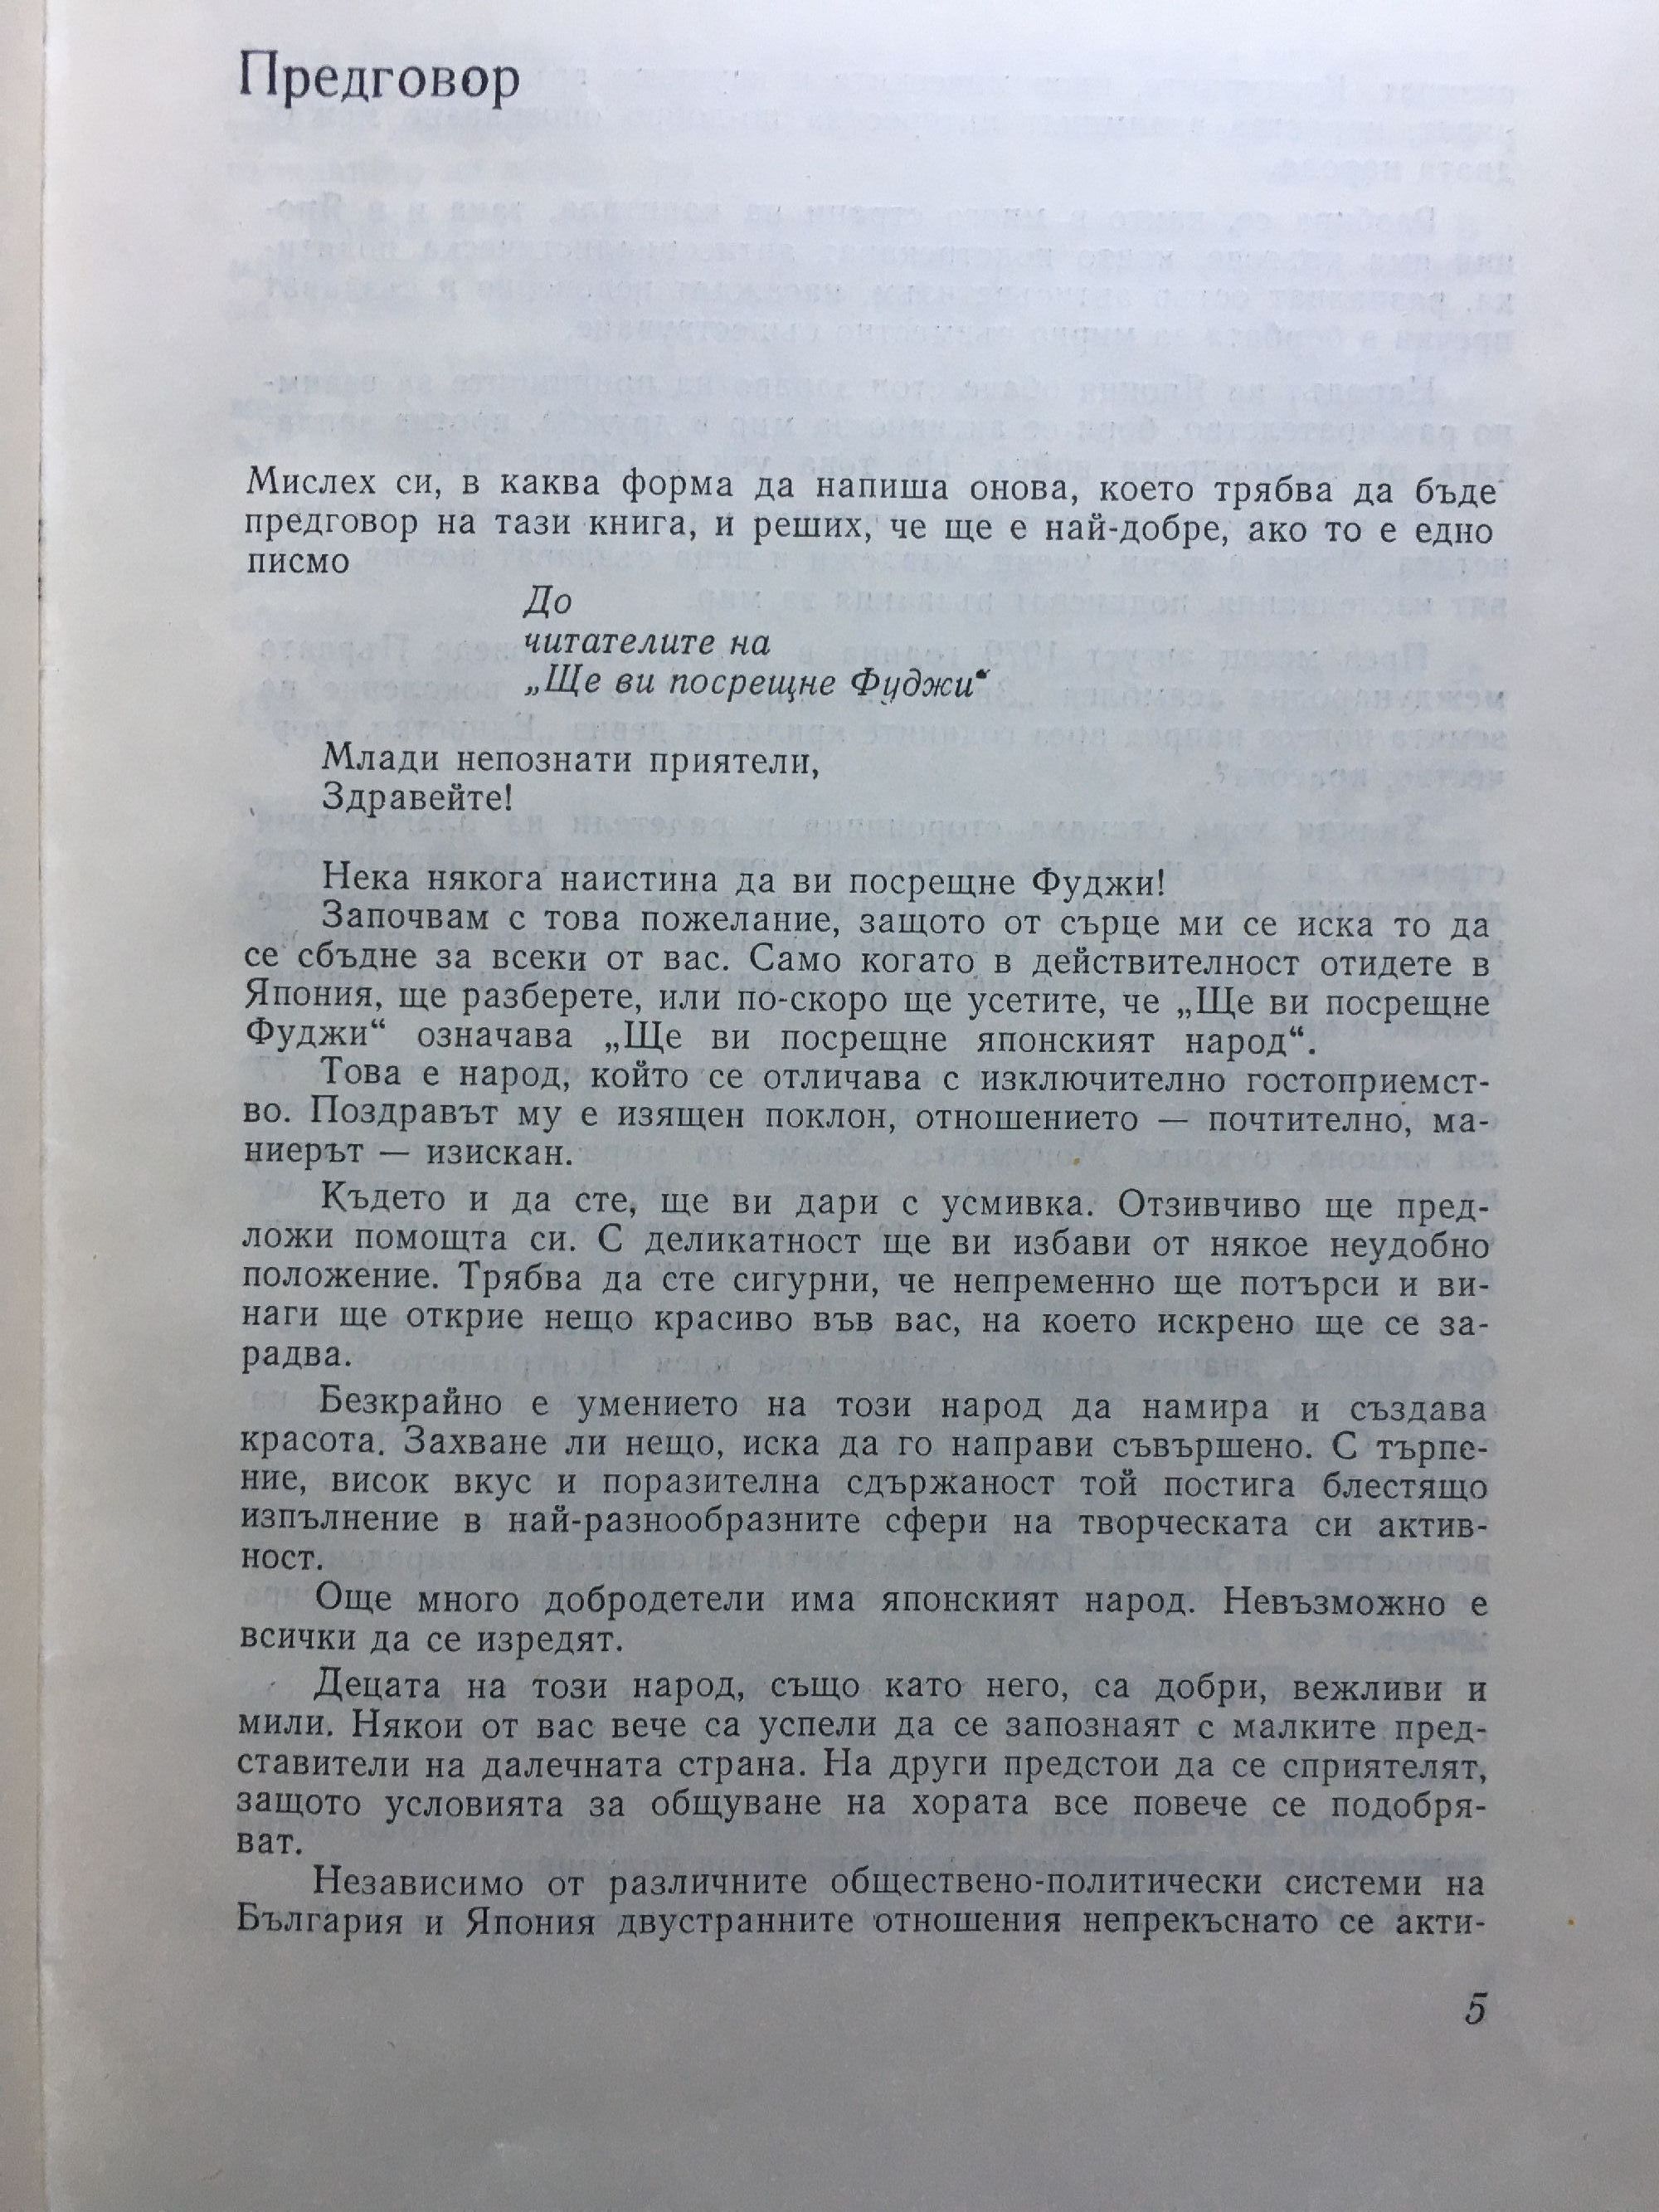 Предговор
Мислех си, в каква форма да напиша онова, което трябва да бъде
предговор на тази книга, и реших, че ще е най-добре, ако то е едно
писмо
До
читателите на
„Ще ви посрещне Фуджи“
Млади непознати приятели,
Здравейте!
Нека някога наистина да ви посрещне Фуджи!
Започвам с това пожелание, защото от сърце ми се иска то да
се сбъдне за всеки от вас. Само когато в действителност отидете в
Япония, ще разберете, или по-скоро ще усетите, че „Ще ви посрещне
Фуджи“ означава „Ще ви посрещне японският народ“.
Това е народ, който се отличава с изключително гостоприемст-
во. Поздравът му е изящен поклон, отношението — почтително, ма-
ниерът — изискан.
Където и да сте, ще ви дари с усмивка. Отзивчиво ще пред-
ложи помощта си. С деликатност ще ви избави от някое неудобно
положение. Трябва да сте сигурни, че непременно ще потърси и ви-
наги ще открие нещо красиво във вас, на което искрено ще се за-
радва.
Безкрайно е умението на този народ да намира и създава
красота. Захване ли нещо, иска да го направи съвършено. С търпе-
ние, висок вкус и поразителна сдържаност той постига блестящо
изпълнение в най-разнообразните сфери на творческата си актив-
ност.
Още много добродетели има японският народ. Невъзможно е
всички да се изредят.
Децата на този народ, също като него, са добри, вежливи и
мили. Някои от вас вече са успели да се запознаят с малките пред-
ставители на далечната страна. На други предстои да се сприятелят,
защото условията за общуване на хората все повече се подобря-
ват.
Независимо от различните обществено-политически системи на
България и Япония двустранните отношения непрекъснато се акти-
5